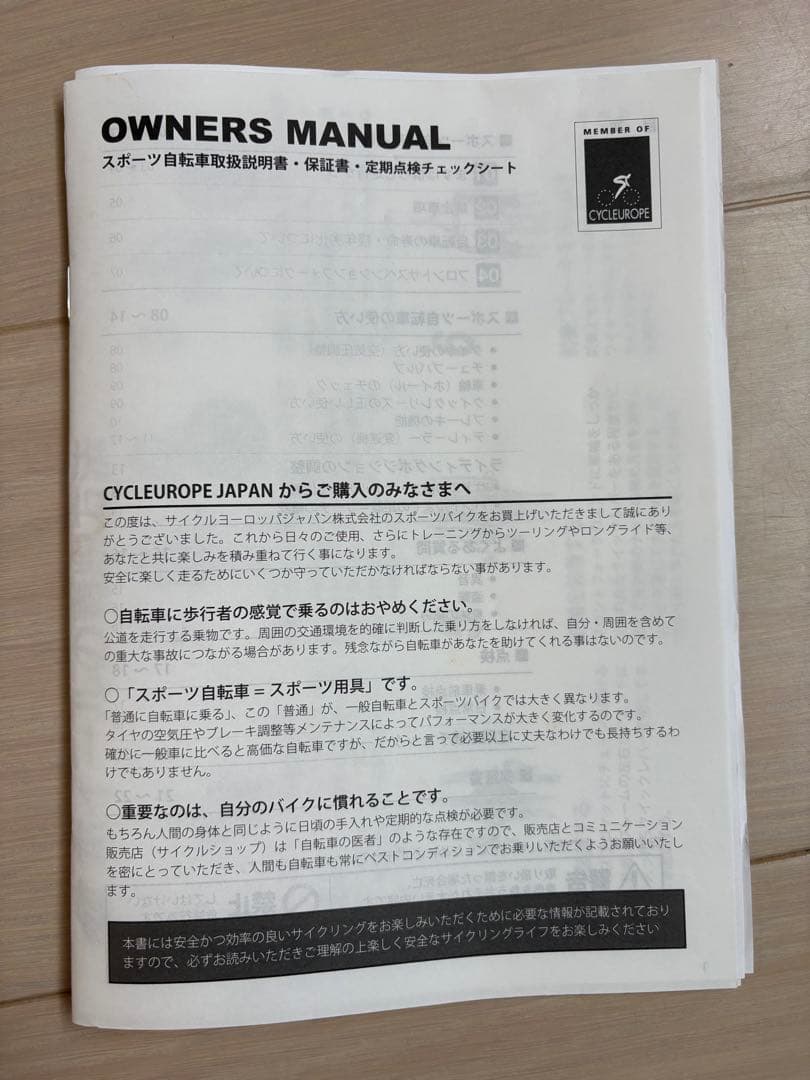 OWNERS MANUAL
スポーツ自転車取扱説明書・保証書・定期点検チェックシート
MEMBER OF
CYCLEUROPE
CYCLEUROPE JAPAN からご購入のみなさまへ
この度は、サイクルヨーロッパジャパン株式会社のスポーツバイクをお買上げいただきまして誠にあり
がとうございました。これから日々のご使用、さらにトレーニングからツーリングやロングライド等、
あなたと共に楽しみを積み重ねて行く事になります。
安全に楽しく走るためにいくつか守っていただかなければならない事があります。
○自転車に歩行者の感覚で乗るのはおやめください。
公道を走行する乗物です。周囲の交通環境を的確に判断した乗り方をしなければ、自分・周囲を含めて
の重大な事故につながる場合があります。残念ながら自転車があなたを助けてくれる事はないのです。
○「スポーツ自転車 = スポーツ用具」です。
「普通に自転車に乗る」、この「普通」が、一般自転車とスポーツバイクでは大きく異なります。
タイヤの空気圧やブレーキ調整等メンテナンスによってパフォーマンスが大きく変化するのです。
確かに一般車に比べると高価な自転車ですが、だからと言って必要以上に丈夫なわけでも長持ちするわ
けでもありません。
○重要なのは、自分のバイクに慣れることです。
もちろん人間の身体と同じように日頃の手入れや定期的な点検が必要です。
販売店（サイクルショップ）は「自転車の医者」のような存在ですので、販売店とコミュニケーション
を密にとっていただき、人間も自転車も常にベストコンディションでお乗りいただくようお願いいたし
ます。
本書には安全かつ効率の良いサイクリングをお楽しみいただくために必要な情報が記載されており
ますので、必ずお読みいただきご理解の上楽しく安全なサイクリングライフをお楽しみください